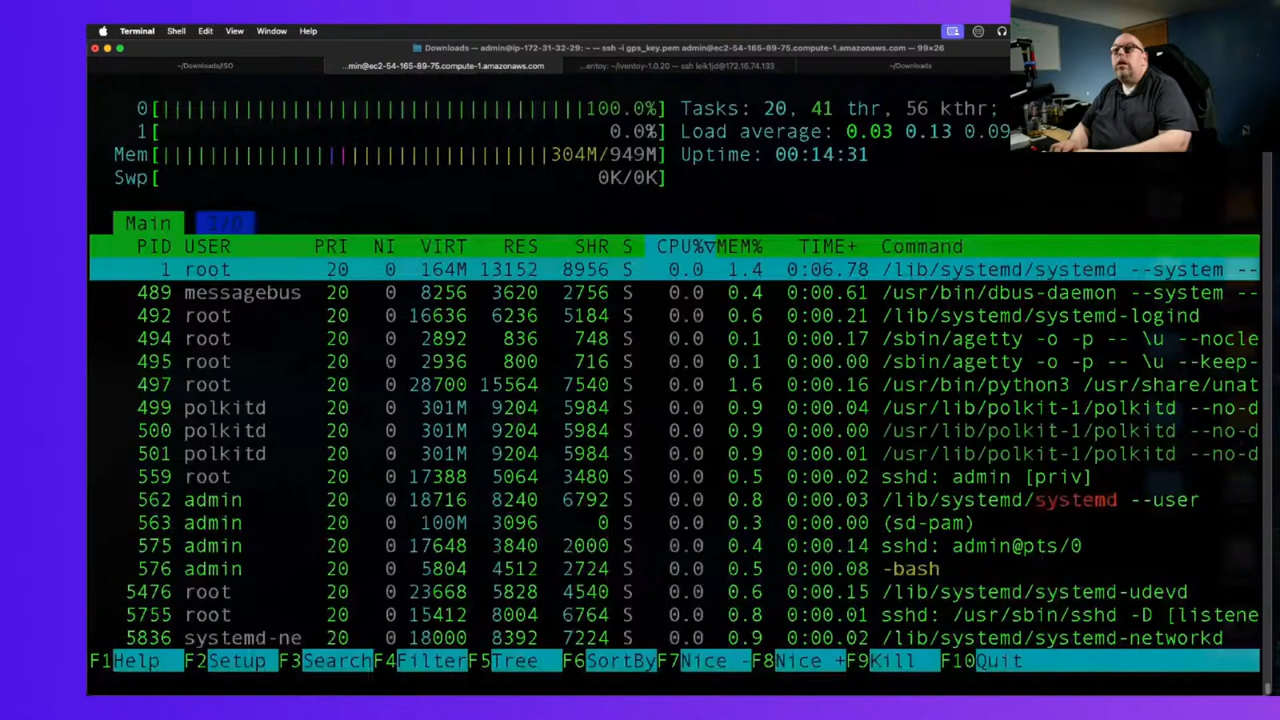 Terminal Shell Edit View Window Help
Downloads — admin@ip-172-31-32-29: ~ — ssh -i gps_key.pem admin@ec2-54-165-89-75.compute-1.amazonaws.com — 99×26
~/Downloads/ISO ...min@ec2-54-165-89-75.compute-1.amazonaws.com ...entoy: ~/iventoy-1.0.20 — ssh leik1jd@172.16.74.133 ~/Downloads
0[||||||||||||||||||||||||||||||||||||100.0%] Tasks: 20, 41 thr, 56 kthr;
1[ 0.0%] Load average: 0.03 0.13 0.09
Mem[||||||||||||||||||||||||||||||||304M/949M] Uptime: 00:14:31
Swp[ 0K/0K]
Main I/O
PID USER PRI NI VIRT RES SHR S CPU%▽MEM% TIME+ Command
1 root 20 0 164M 13152 8956 S 0.0 1.4 0:06.78 /lib/systemd/systemd --system --
489 messagebus 20 0 8256 3620 2756 S 0.0 0.4 0:00.61 /usr/bin/dbus-daemon --system --
492 root 20 0 16636 6236 5184 S 0.0 0.6 0:00.21 /lib/systemd/systemd-logind
494 root 20 0 2892 836 748 S 0.0 0.1 0:00.17 /sbin/agetty -o -p -- \u --nocle
495 root 20 0 2936 800 716 S 0.0 0.1 0:00.00 /sbin/agetty -o -p -- \u --keep-
497 root 20 0 28700 15564 7540 S 0.0 1.6 0:00.16 /usr/bin/python3 /usr/share/unat
499 polkitd 20 0 301M 9204 5984 S 0.0 0.9 0:00.04 /usr/lib/polkit-1/polkitd --no-d
500 polkitd 20 0 301M 9204 5984 S 0.0 0.9 0:00.00 /usr/lib/polkit-1/polkitd --no-d
501 polkitd 20 0 301M 9204 5984 S 0.0 0.9 0:00.01 /usr/lib/polkit-1/polkitd --no-d
559 root 20 0 17388 5064 3480 S 0.0 0.5 0:00.02 sshd: admin [priv]
562 admin 20 0 18716 8240 6792 S 0.0 0.8 0:00.03 /lib/systemd/systemd --user
563 admin 20 0 100M 3096 0 S 0.0 0.3 0:00.00 (sd-pam)
575 admin 20 0 17648 3840 2000 S 0.0 0.4 0:00.14 sshd: admin@pts/0
576 admin 20 0 5804 4512 2724 S 0.0 0.5 0:00.08 -bash
5476 root 20 0 23668 5828 4540 S 0.0 0.6 0:00.15 /lib/systemd/systemd-udevd
5755 root 20 0 15412 8004 6764 S 0.0 0.8 0:00.01 sshd: /usr/sbin/sshd -D [listene
5836 systemd-ne 20 0 18000 8392 7224 S 0.0 0.9 0:00.02 /lib/systemd/systemd-networkd
F1Help F2Setup F3Search F4Filter F5Tree F6SortBy F7Nice - F8Nice + F9Kill F10Quit